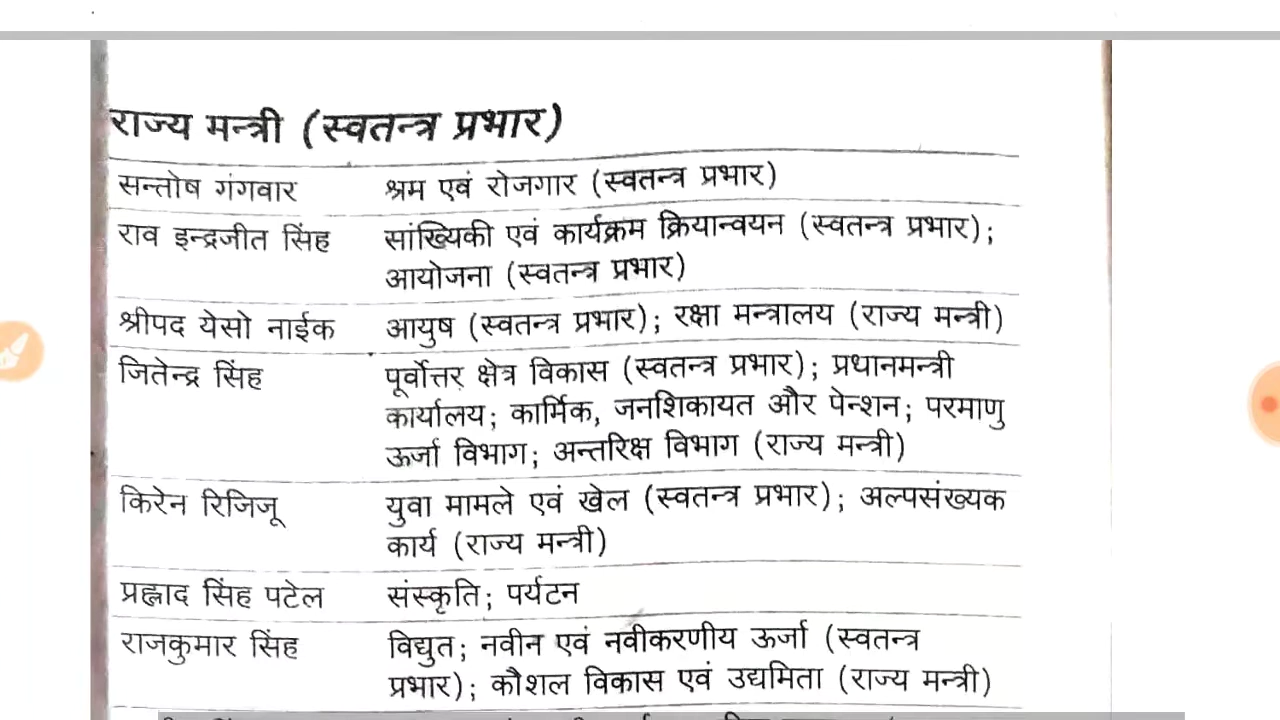 राज्य मन्त्री (स्वतन्त्र प्रभार)
सन्तोष गंगवार श्रम एवं रोजगार (स्वतन्त्र प्रभार)
राव इन्द्रजीत सिंह सांख्यिकी एवं कार्यक्रम क्रियान्वयन (स्वतन्त्र प्रभार);
आयोजना (स्वतन्त्र प्रभार)
श्रीपद येसो नाईक आयुष (स्वतन्त्र प्रभार); रक्षा मन्त्रालय (राज्य मन्त्री)
जितेन्द्र सिंह पूर्वोत्तर क्षेत्र विकास (स्वतन्त्र प्रभार); प्रधानमन्त्री
कार्यालय; कार्मिक, जनशिकायत और पेन्शन; परमाणु
ऊर्जा विभाग; अन्तरिक्ष विभाग (राज्य मन्त्री)
किरेन रिजिजू युवा मामले एवं खेल (स्वतन्त्र प्रभार); अल्पसंख्यक
कार्य (राज्य मन्त्री)
प्रह्लाद सिंह पटेल संस्कृति; पर्यटन
राजकुमार सिंह विद्युत; नवीन एवं नवीकरणीय ऊर्जा (स्वतन्त्र
प्रभार); कौशल विकास एवं उद्यमिता (राज्य मन्त्री)